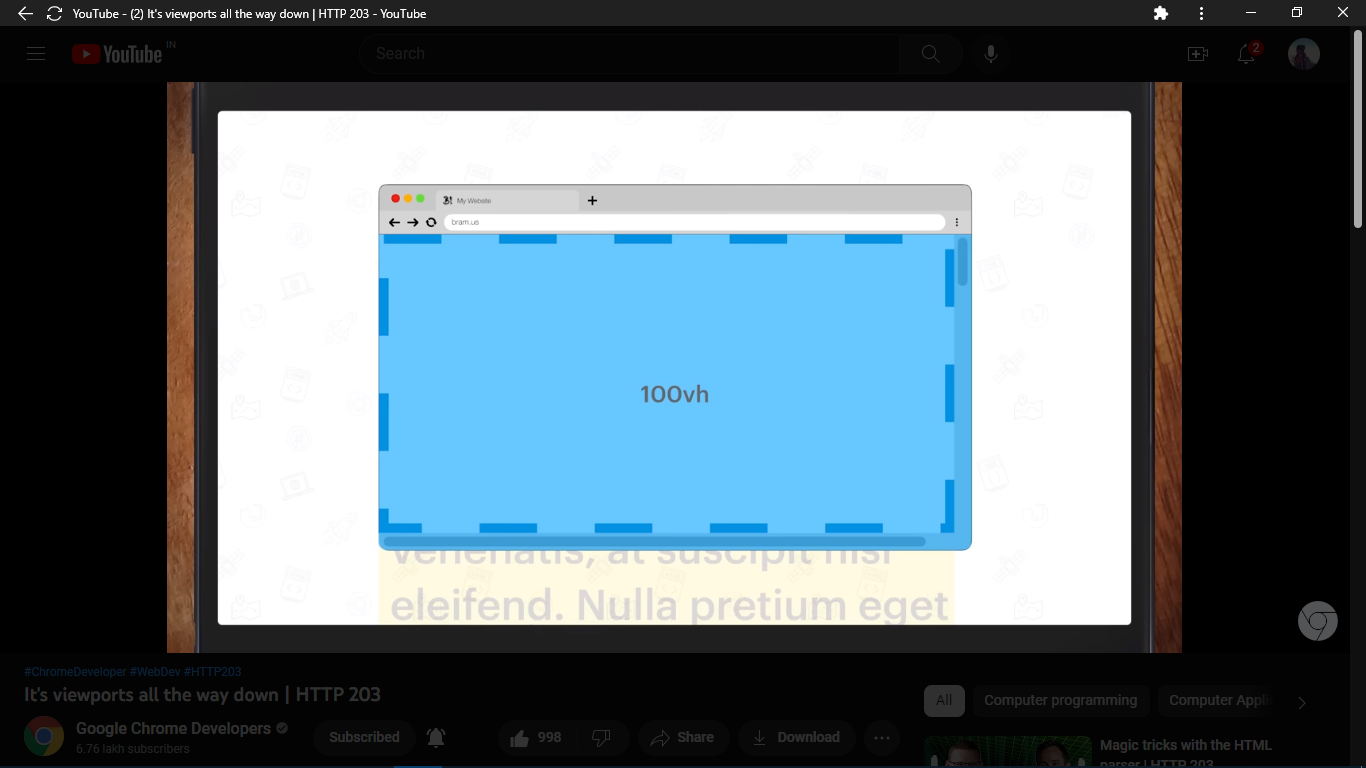 YouTube - (2) It's viewports all the way down | HTTP 203 - YouTube
YouTube IN
Search
2
My Website
bram.us
100vh
venenatis, at suscipit nisi
eleifend. Nulla pretium eget
#ChromeDeveloper #WebDev #HTTP203
It's viewports all the way down | HTTP 203
Google Chrome Developers
6.76 lakh subscribers
Subscribed
998
Share
Download
All
Computer programming
Computer Appli
Magic tricks with the HTML
parser | HTTP 203